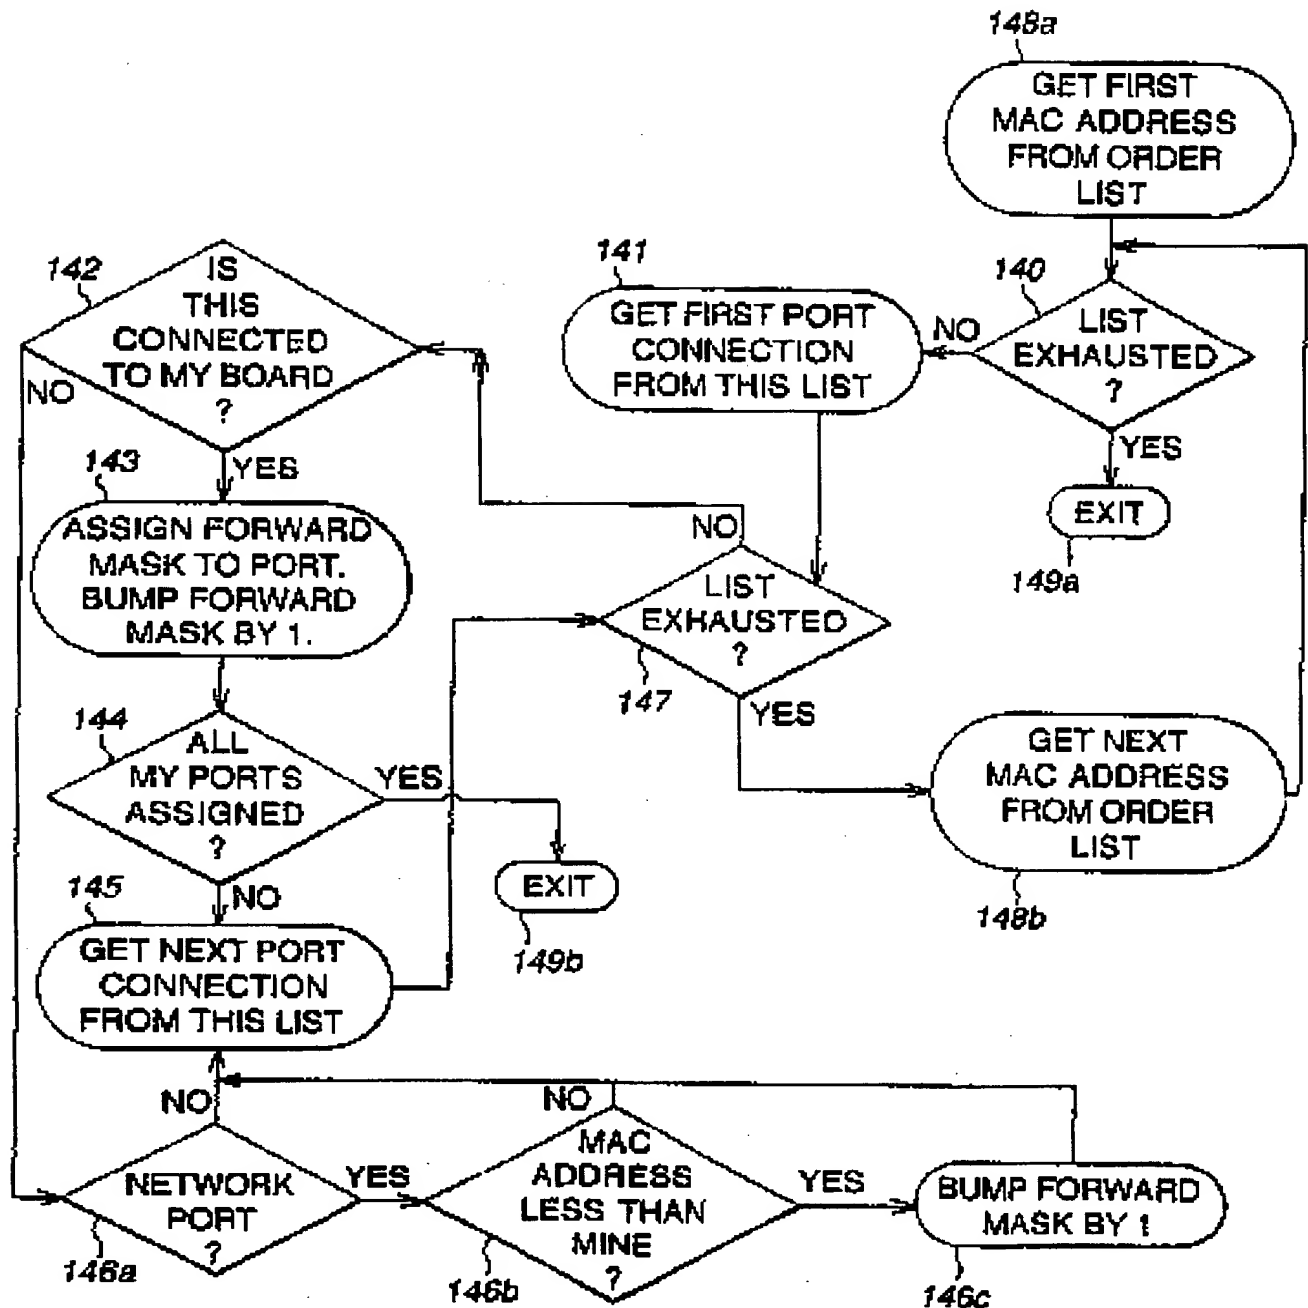 148a
GET FIRST
MAC ADDRESS
FROM ORDER
LIST
140
LIST
EXHAUSTED
?
NO
YES
EXIT
149a
141
GET FIRST PORT
CONNECTION
FROM THIS LIST
142
IS
THIS
CONNECTED
TO MY BOARD
?
NO
YES
143
ASSIGN FORWARD
MASK TO PORT.
BUMP FORWARD
MASK BY 1.
NO
LIST
EXHAUSTED
?
147
YES
144
ALL
MY PORTS
ASSIGNED
?
YES
NO
EXIT
149b
GET NEXT
MAC ADDRESS
FROM ORDER
LIST
148b
145
GET NEXT PORT
CONNECTION
FROM THIS LIST
NO
NETWORK
PORT
?
146a
YES
NO
MAC
ADDRESS
LESS THAN
MINE
?
146b
YES
BUMP FORWARD
MASK BY 1
146c